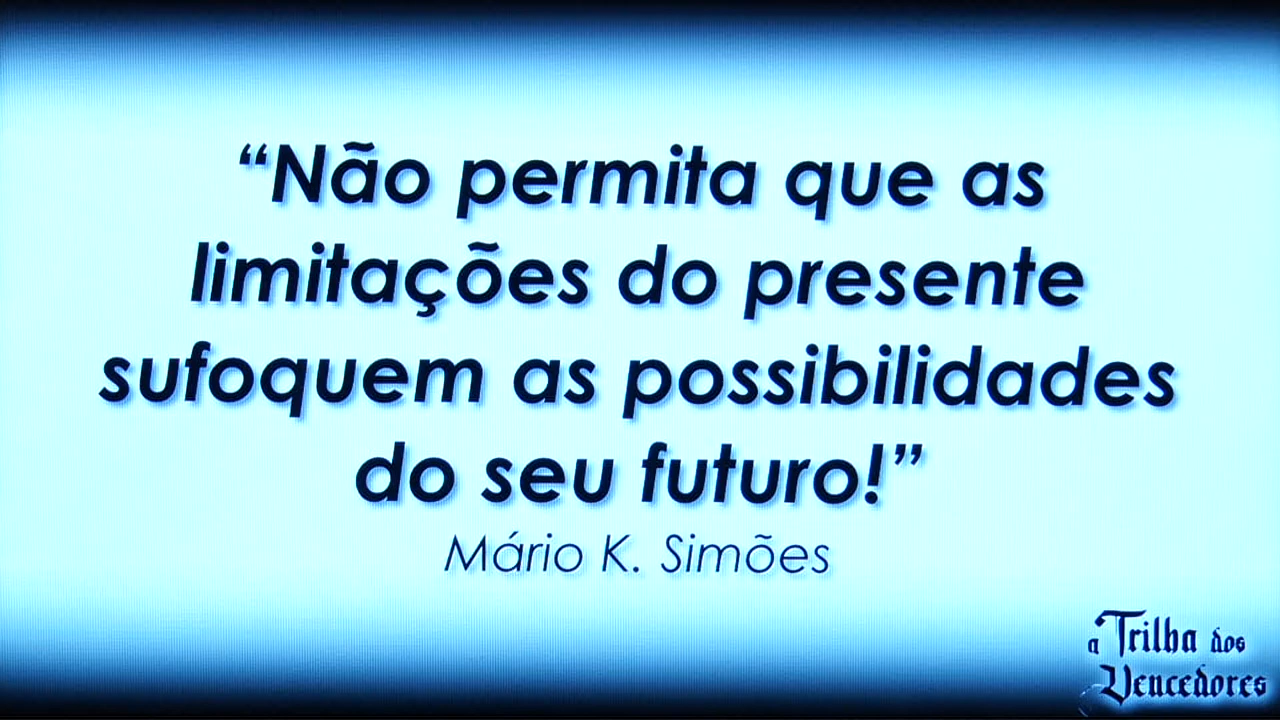 “Não permita que as
limitações do presente
sufoquem as possibilidades
do seu futuro!”
Mário K. Simões
a Trilha dos
Vencedores